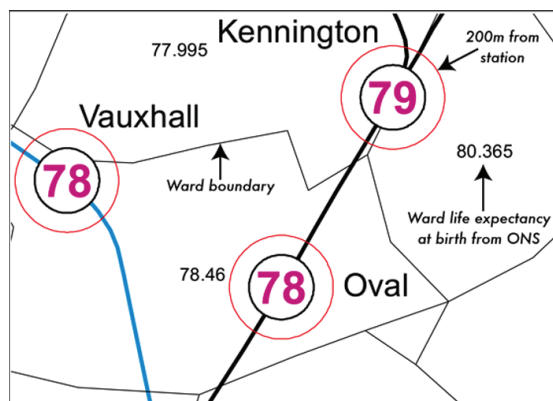 Kennington
77.995
200m from
station
79
Vauxhall
80.365
78
Ward boundary
Ward life expectancy
at birth from ONS
78.46
78
Oval